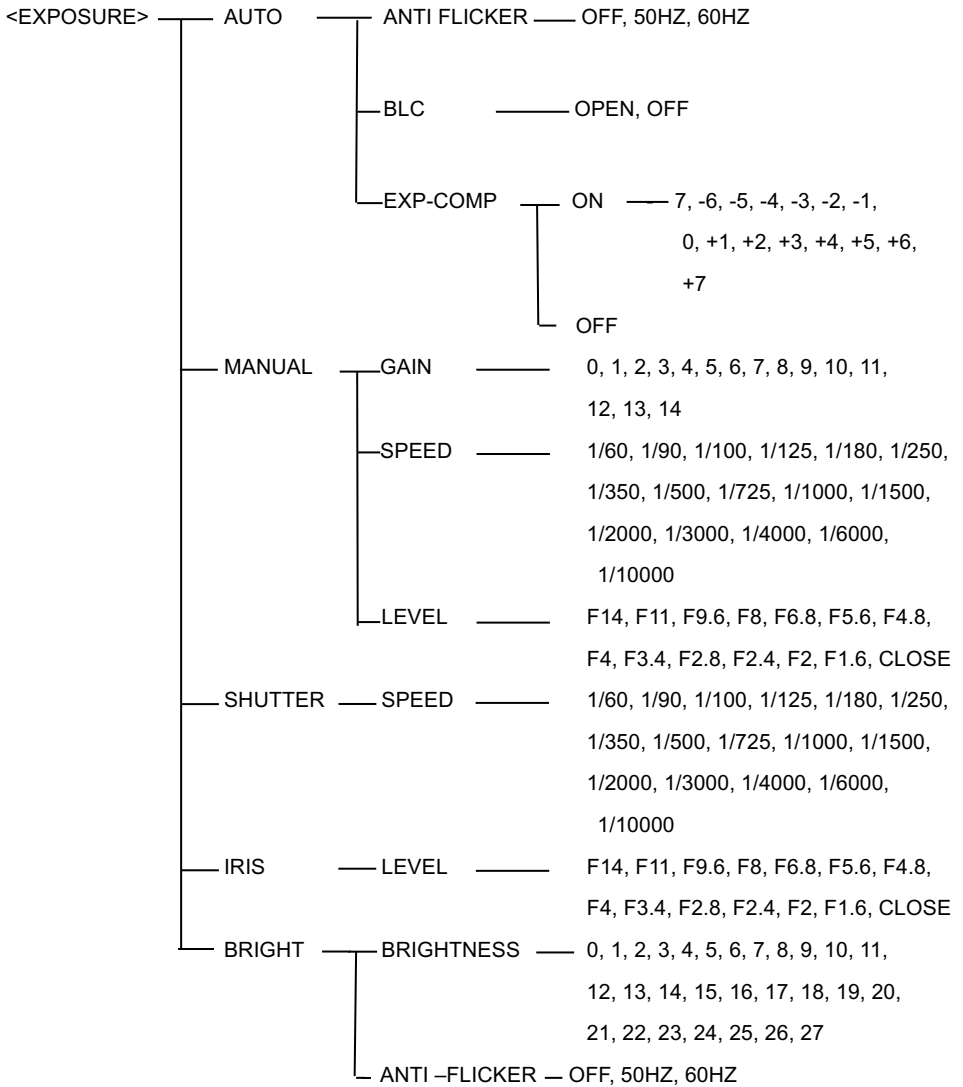 <EXPOSURE> AUTO ANTI FLICKER OFF, 50HZ, 60HZ
BLC OPEN, OFF
EXP-COMP ON 7, -6, -5, -4, -3, -2, -1,
0, +1, +2, +3, +4, +5, +6,
+7
OFF
MANUAL GAIN 0, 1, 2, 3, 4, 5, 6, 7, 8, 9, 10, 11,
12, 13, 14
SPEED 1/60, 1/90, 1/100, 1/125, 1/180, 1/250,
1/350, 1/500, 1/725, 1/1000, 1/1500,
1/2000, 1/3000, 1/4000, 1/6000,
1/10000
LEVEL F14, F11, F9.6, F8, F6.8, F5.6, F4.8,
F4, F3.4, F2.8, F2.4, F2, F1.6, CLOSE
SHUTTER SPEED 1/60, 1/90, 1/100, 1/125, 1/180, 1/250,
1/350, 1/500, 1/725, 1/1000, 1/1500,
1/2000, 1/3000, 1/4000, 1/6000,
1/10000
IRIS LEVEL F14, F11, F9.6, F8, F6.8, F5.6, F4.8,
F4, F3.4, F2.8, F2.4, F2, F1.6, CLOSE
BRIGHT BRIGHTNESS 0, 1, 2, 3, 4, 5, 6, 7, 8, 9, 10, 11,
12, 13, 14, 15, 16, 17, 18, 19, 20,
21, 22, 23, 24, 25, 26, 27
ANTI –FLICKER OFF, 50HZ, 60HZ